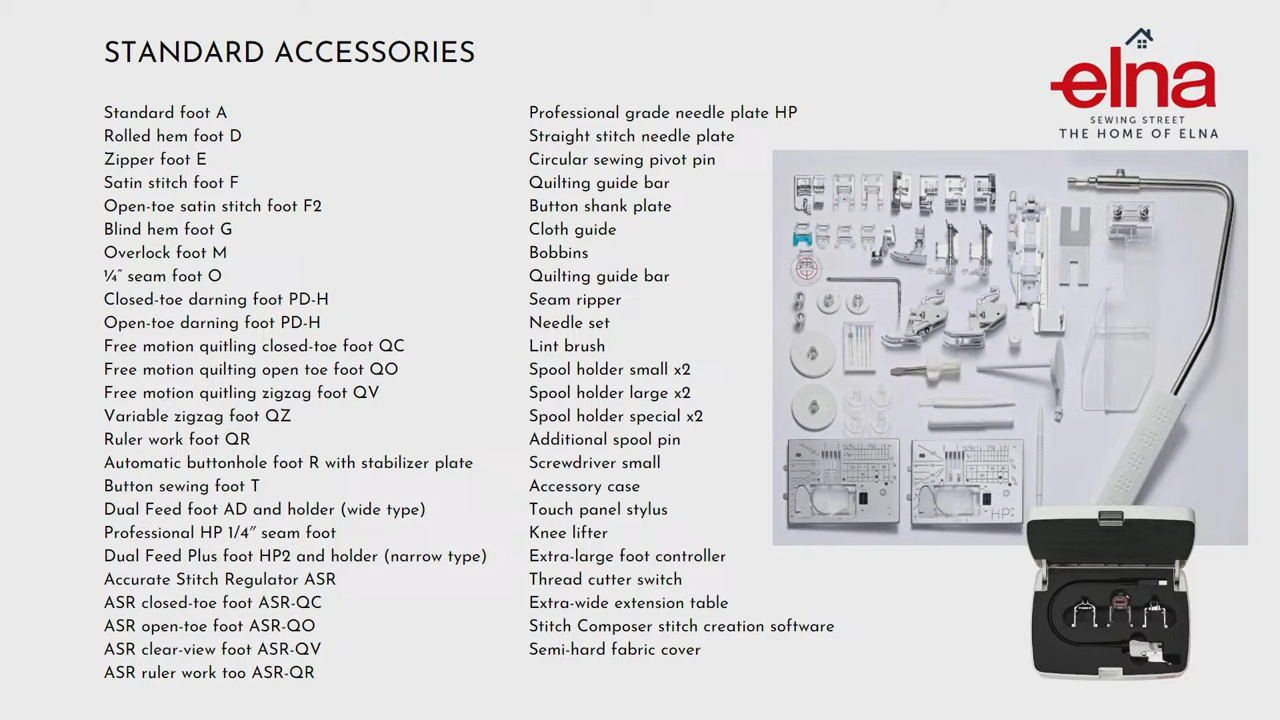 STANDARD ACCESSORIES
Standard foot A
Rolled hem foot D
Zipper foot E
Satin stitch foot F
Open-toe satin stitch foot F2
Blind hem foot G
Overlock foot M
¼” seam foot O
Closed-toe darning foot PD-H
Open-toe darning foot PD-H
Free motion quitling closed-toe foot QC
Free motion quilting open toe foot QO
Free motion quitling zigzag foot QV
Variable zigzag foot QZ
Ruler work foot QR
Automatic buttonhole foot R with stabilizer plate
Button sewing foot T
Dual Feed foot AD and holder (wide type)
Professional HP 1/4” seam foot
Dual Feed Plus foot HP2 and holder (narrow type)
Accurate Stitch Regulator ASR
ASR closed-toe foot ASR-QC
ASR open-toe foot ASR-QO
ASR clear-view foot ASR-QV
ASR ruler work too ASR-QR
Professional grade needle plate HP
Straight stitch needle plate
Circular sewing pivot pin
Quilting guide bar
Button shank plate
Cloth guide
Bobbins
Quilting guide bar
Seam ripper
Needle set
Lint brush
Spool holder small x2
Spool holder large x2
Spool holder special x2
Additional spool pin
Screwdriver small
Accessory case
Touch panel stylus
Knee lifter
Extra-large foot controller
Thread cutter switch
Extra-wide extension table
Stitch Composer stitch creation software
Semi-hard fabric cover
elna
SEWING STREET
THE HOME OF ELNA
HP